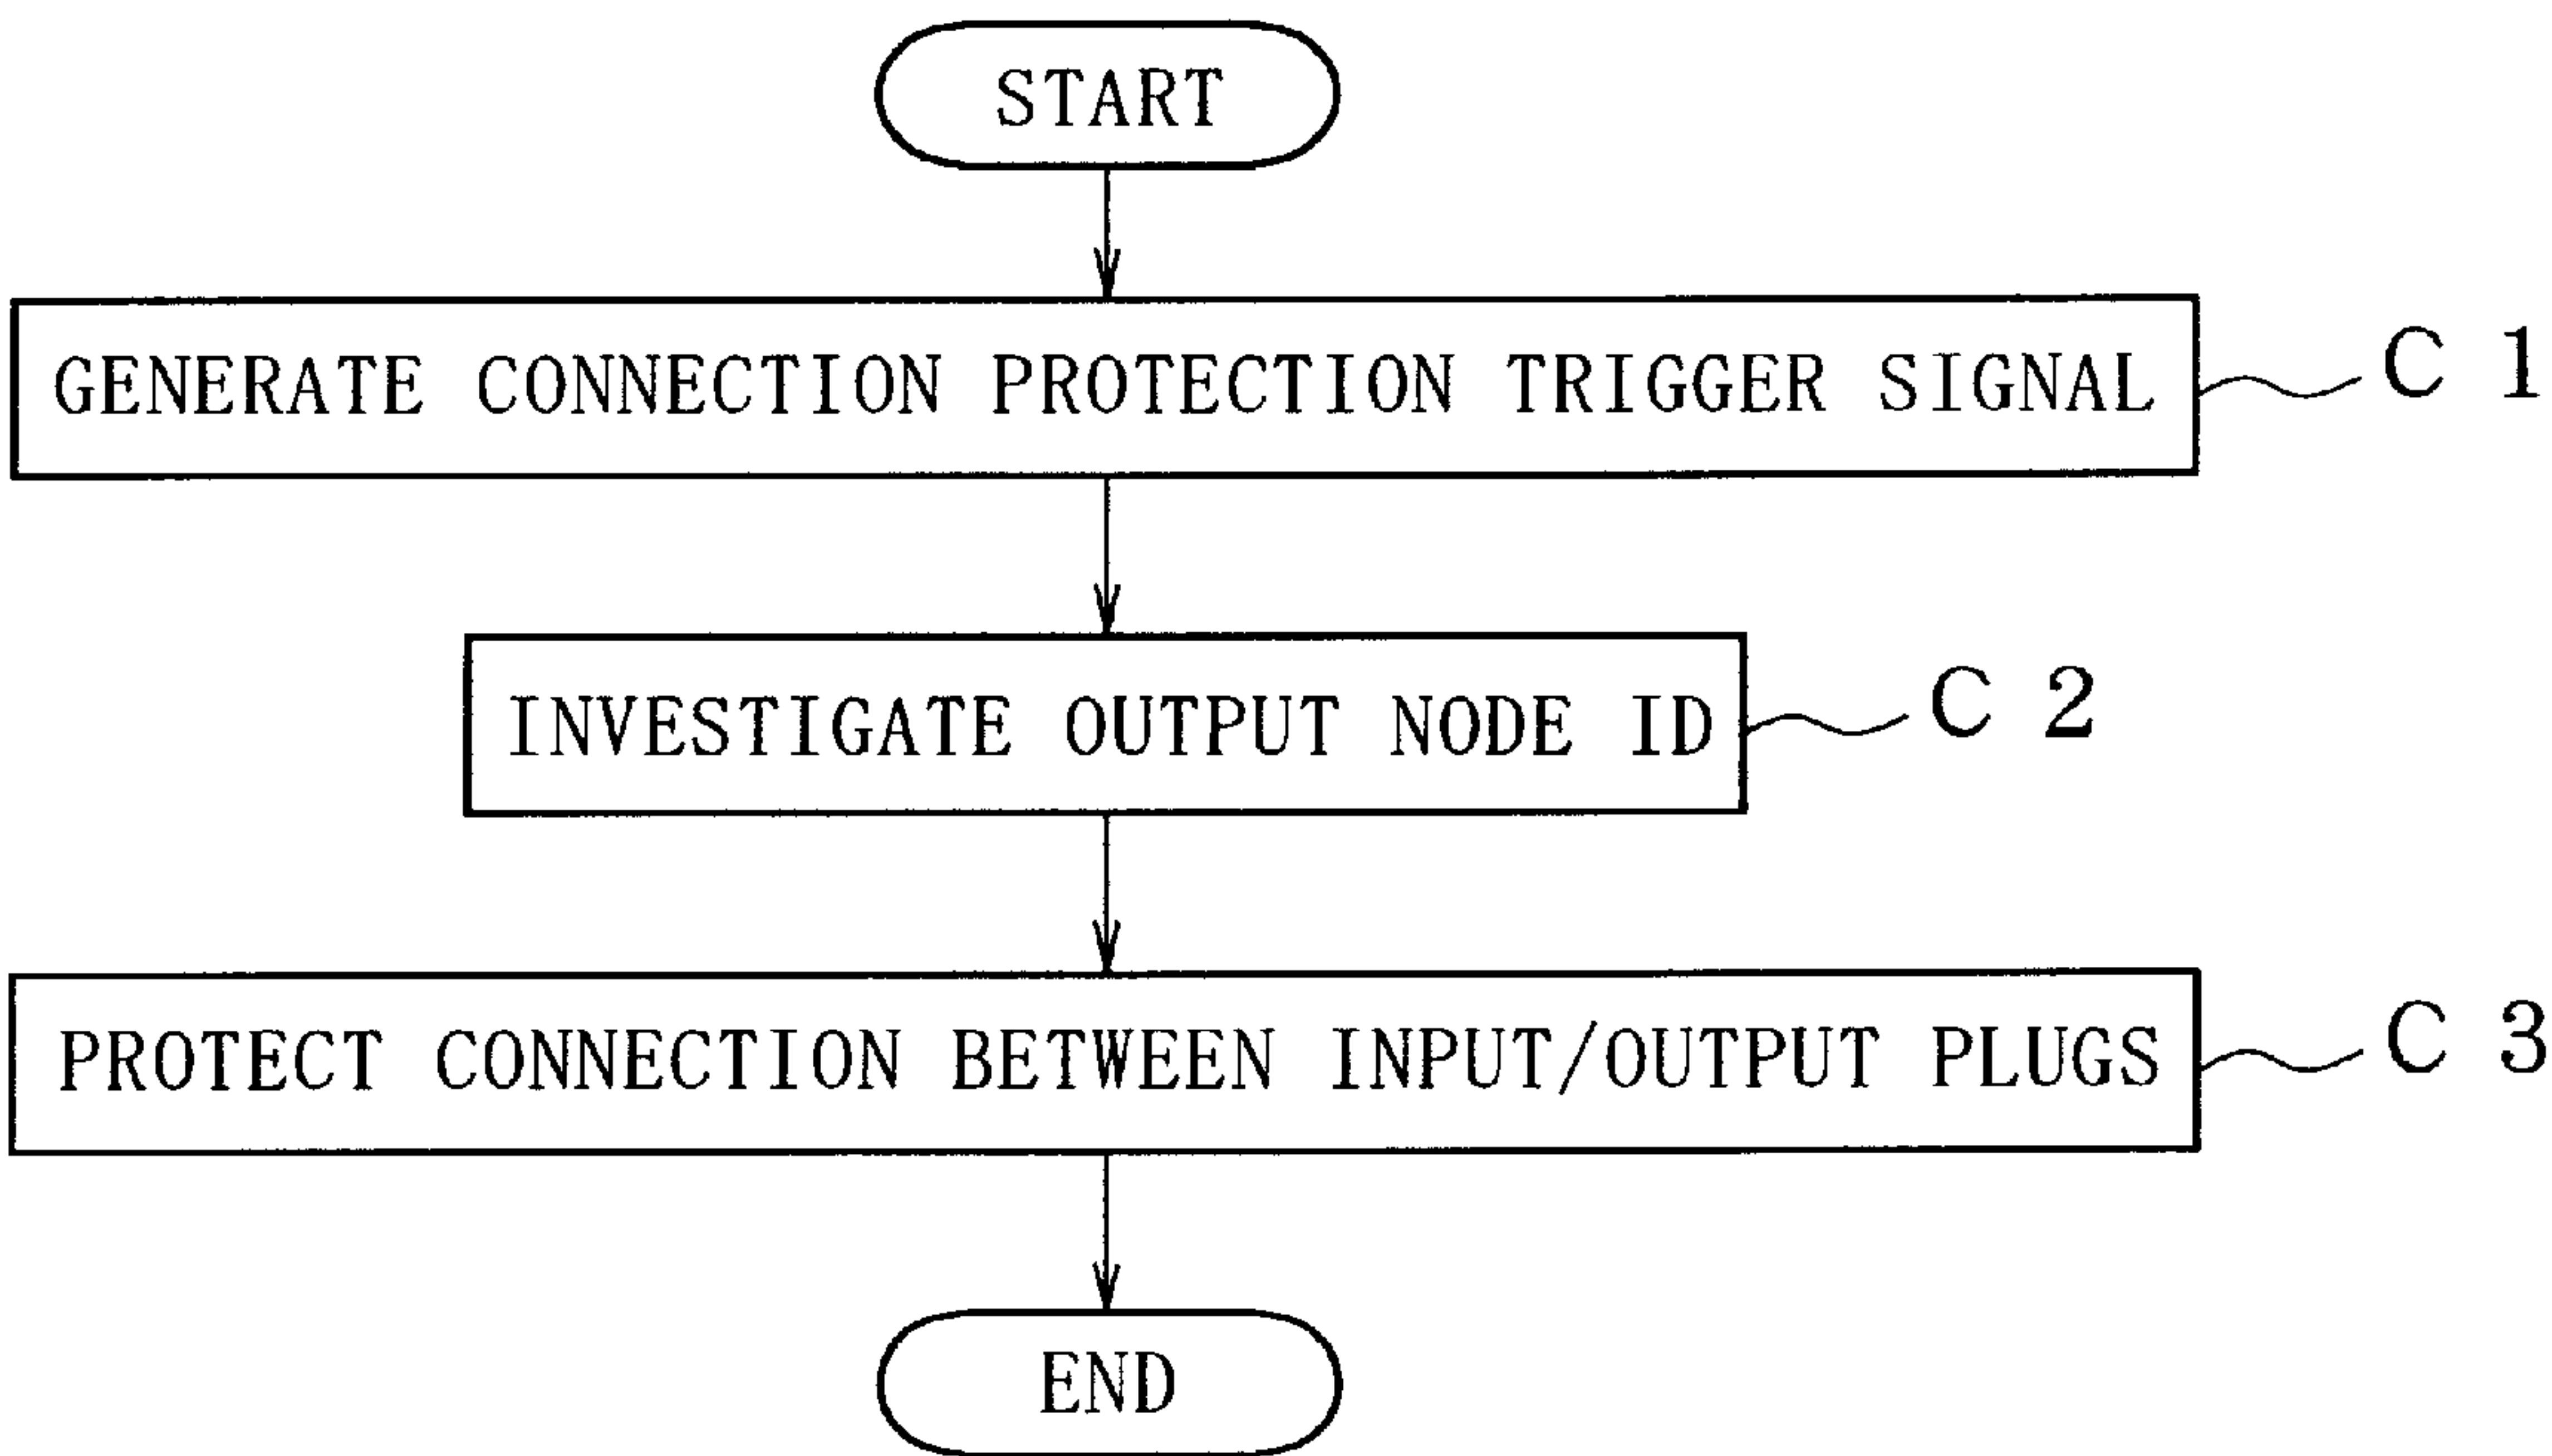 START
GENERATE CONNECTION PROTECTION TRIGGER SIGNAL
C 1
INVESTIGATE OUTPUT NODE ID
C 2
PROTECT CONNECTION BETWEEN INPUT/OUTPUT PLUGS
C 3
END